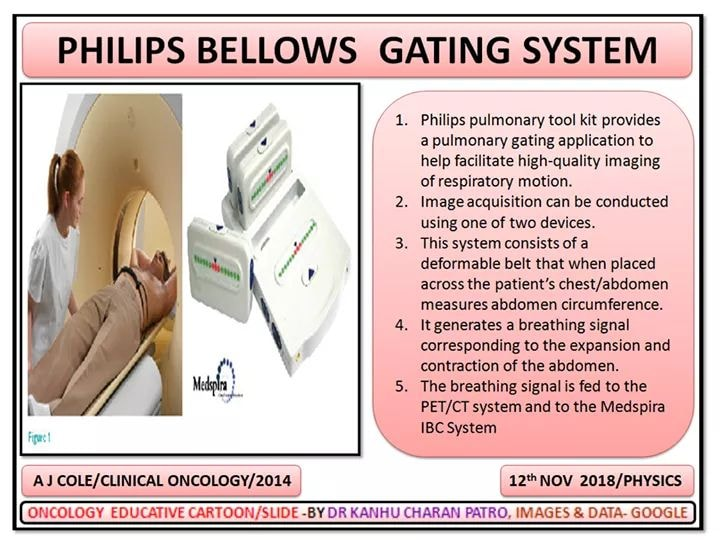 PHILIPS BELLOWS GATING SYSTEM
Medspira
Figure 1
1. Philips pulmonary tool kit provides
a pulmonary gating application to
help facilitate high-quality imaging
of respiratory motion.
2. Image acquisition can be conducted
using one of two devices.
3. This system consists of a
deformable belt that when placed
across the patient's chest/abdomen
measures abdomen circumference.
4. It generates a breathing signal
corresponding to the expansion and
contraction of the abdomen.
5. The breathing signal is fed to the
PET/CT system and to the Medspira
IBC System
A J COLE/CLINICAL ONCOLOGY/2014
12th NOV 2018/PHYSICS
ONCOLOGY EDUCATIVE CARTOON/SLIDE -BY DR KANHU CHARAN PATRO, IMAGES & DATA- GOOGLE